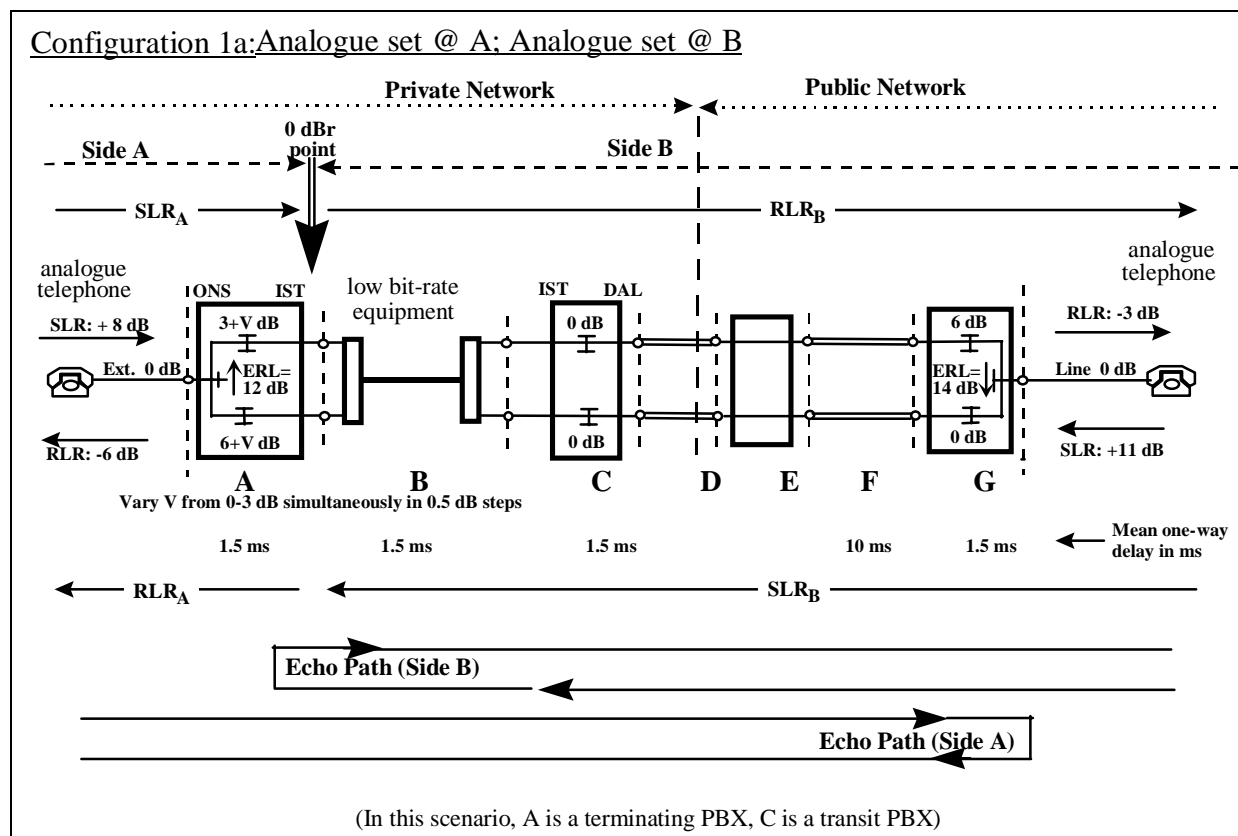 Configuration 1a:Analogue set @ A; Analogue set @ B
Private Network
Public Network
0 dBr
point
Side A
Side B
SLRA
RLRB
analogue
telephone
analogue
telephone
ONS IST
low bit-rate
equipment
IST DAL
SLR: + 8 dB
RLR: -3 dB
3+V dB
0 dB
6 dB
Ext. 0 dB
ERL=
12 dB
ERL=
14 dB
Line 0 dB
6+V dB
0 dB
0 dB
RLR: -6 dB
SLR: +11 dB
A B C D E F G
Vary V from 0-3 dB simultaneously in 0.5 dB steps
1.5 ms 1.5 ms 1.5 ms 10 ms 1.5 ms
Mean one-way
delay in ms
RLRA
SLRB
Echo Path (Side B)
Echo Path (Side A)
(In this scenario, A is a terminating PBX, C is a transit PBX)